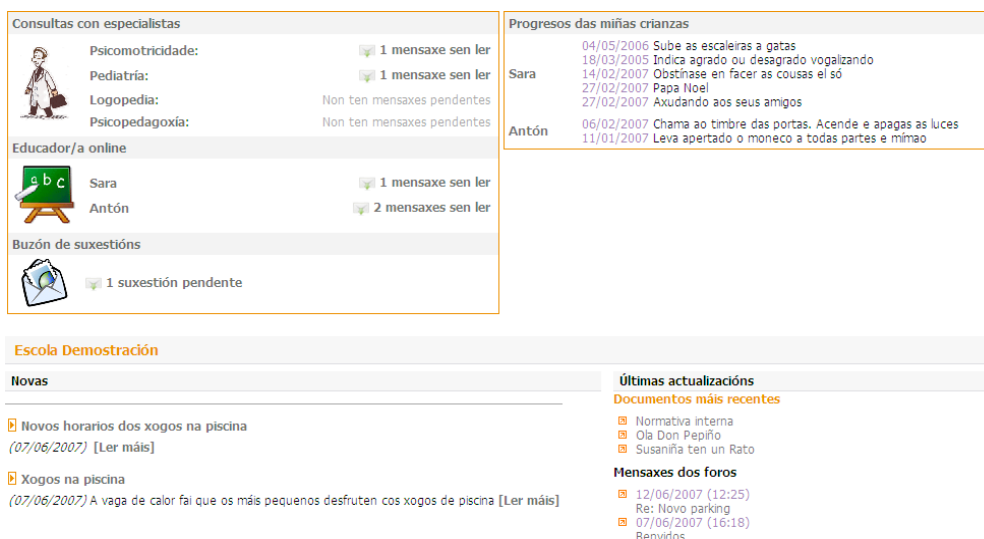 Consultas con especialistas
Psicomotricidade: 1 mensaxe sen ler
Pediatría: 1 mensaxe sen ler
Logopedia: Non ten mensaxes pendentes
Psicopedagoxía: Non ten mensaxes pendentes
Educador/a online
a b c
Sara 1 mensaxe sen ler
Antón 2 mensaxes sen ler
Buzón de suxestións
1 suxestión pendente
Progresos das miñas crianzas
Sara
04/05/2006 Sube as escaleiras a gatas
18/03/2005 Indica agrado ou desagrado vogalizando
14/02/2007 Obstínase en facer as cousas el só
27/02/2007 Papa Noel
27/02/2007 Axudando aos seus amigos
Antón
06/02/2007 Chama ao timbre das portas. Acende e apagas as luces
11/01/2007 Leva apertado o moneco a todas partes e mímao
Escola Demostración
Novas
Novos horarios dos xogos na piscina
(07/06/2007) [Ler máis]
Xogos na piscina
(07/06/2007) A vaga de calor fai que os máis pequenos desfruten cos xogos de piscina [Ler máis]
Últimas actualizacións
Documentos máis recentes
Normativa interna
Ola Don Pepiño
Susaniña ten un Rato
Mensaxes dos foros
12/06/2007 (12:25)
Re: Novo parking
07/06/2007 (16:18)
Benvidos